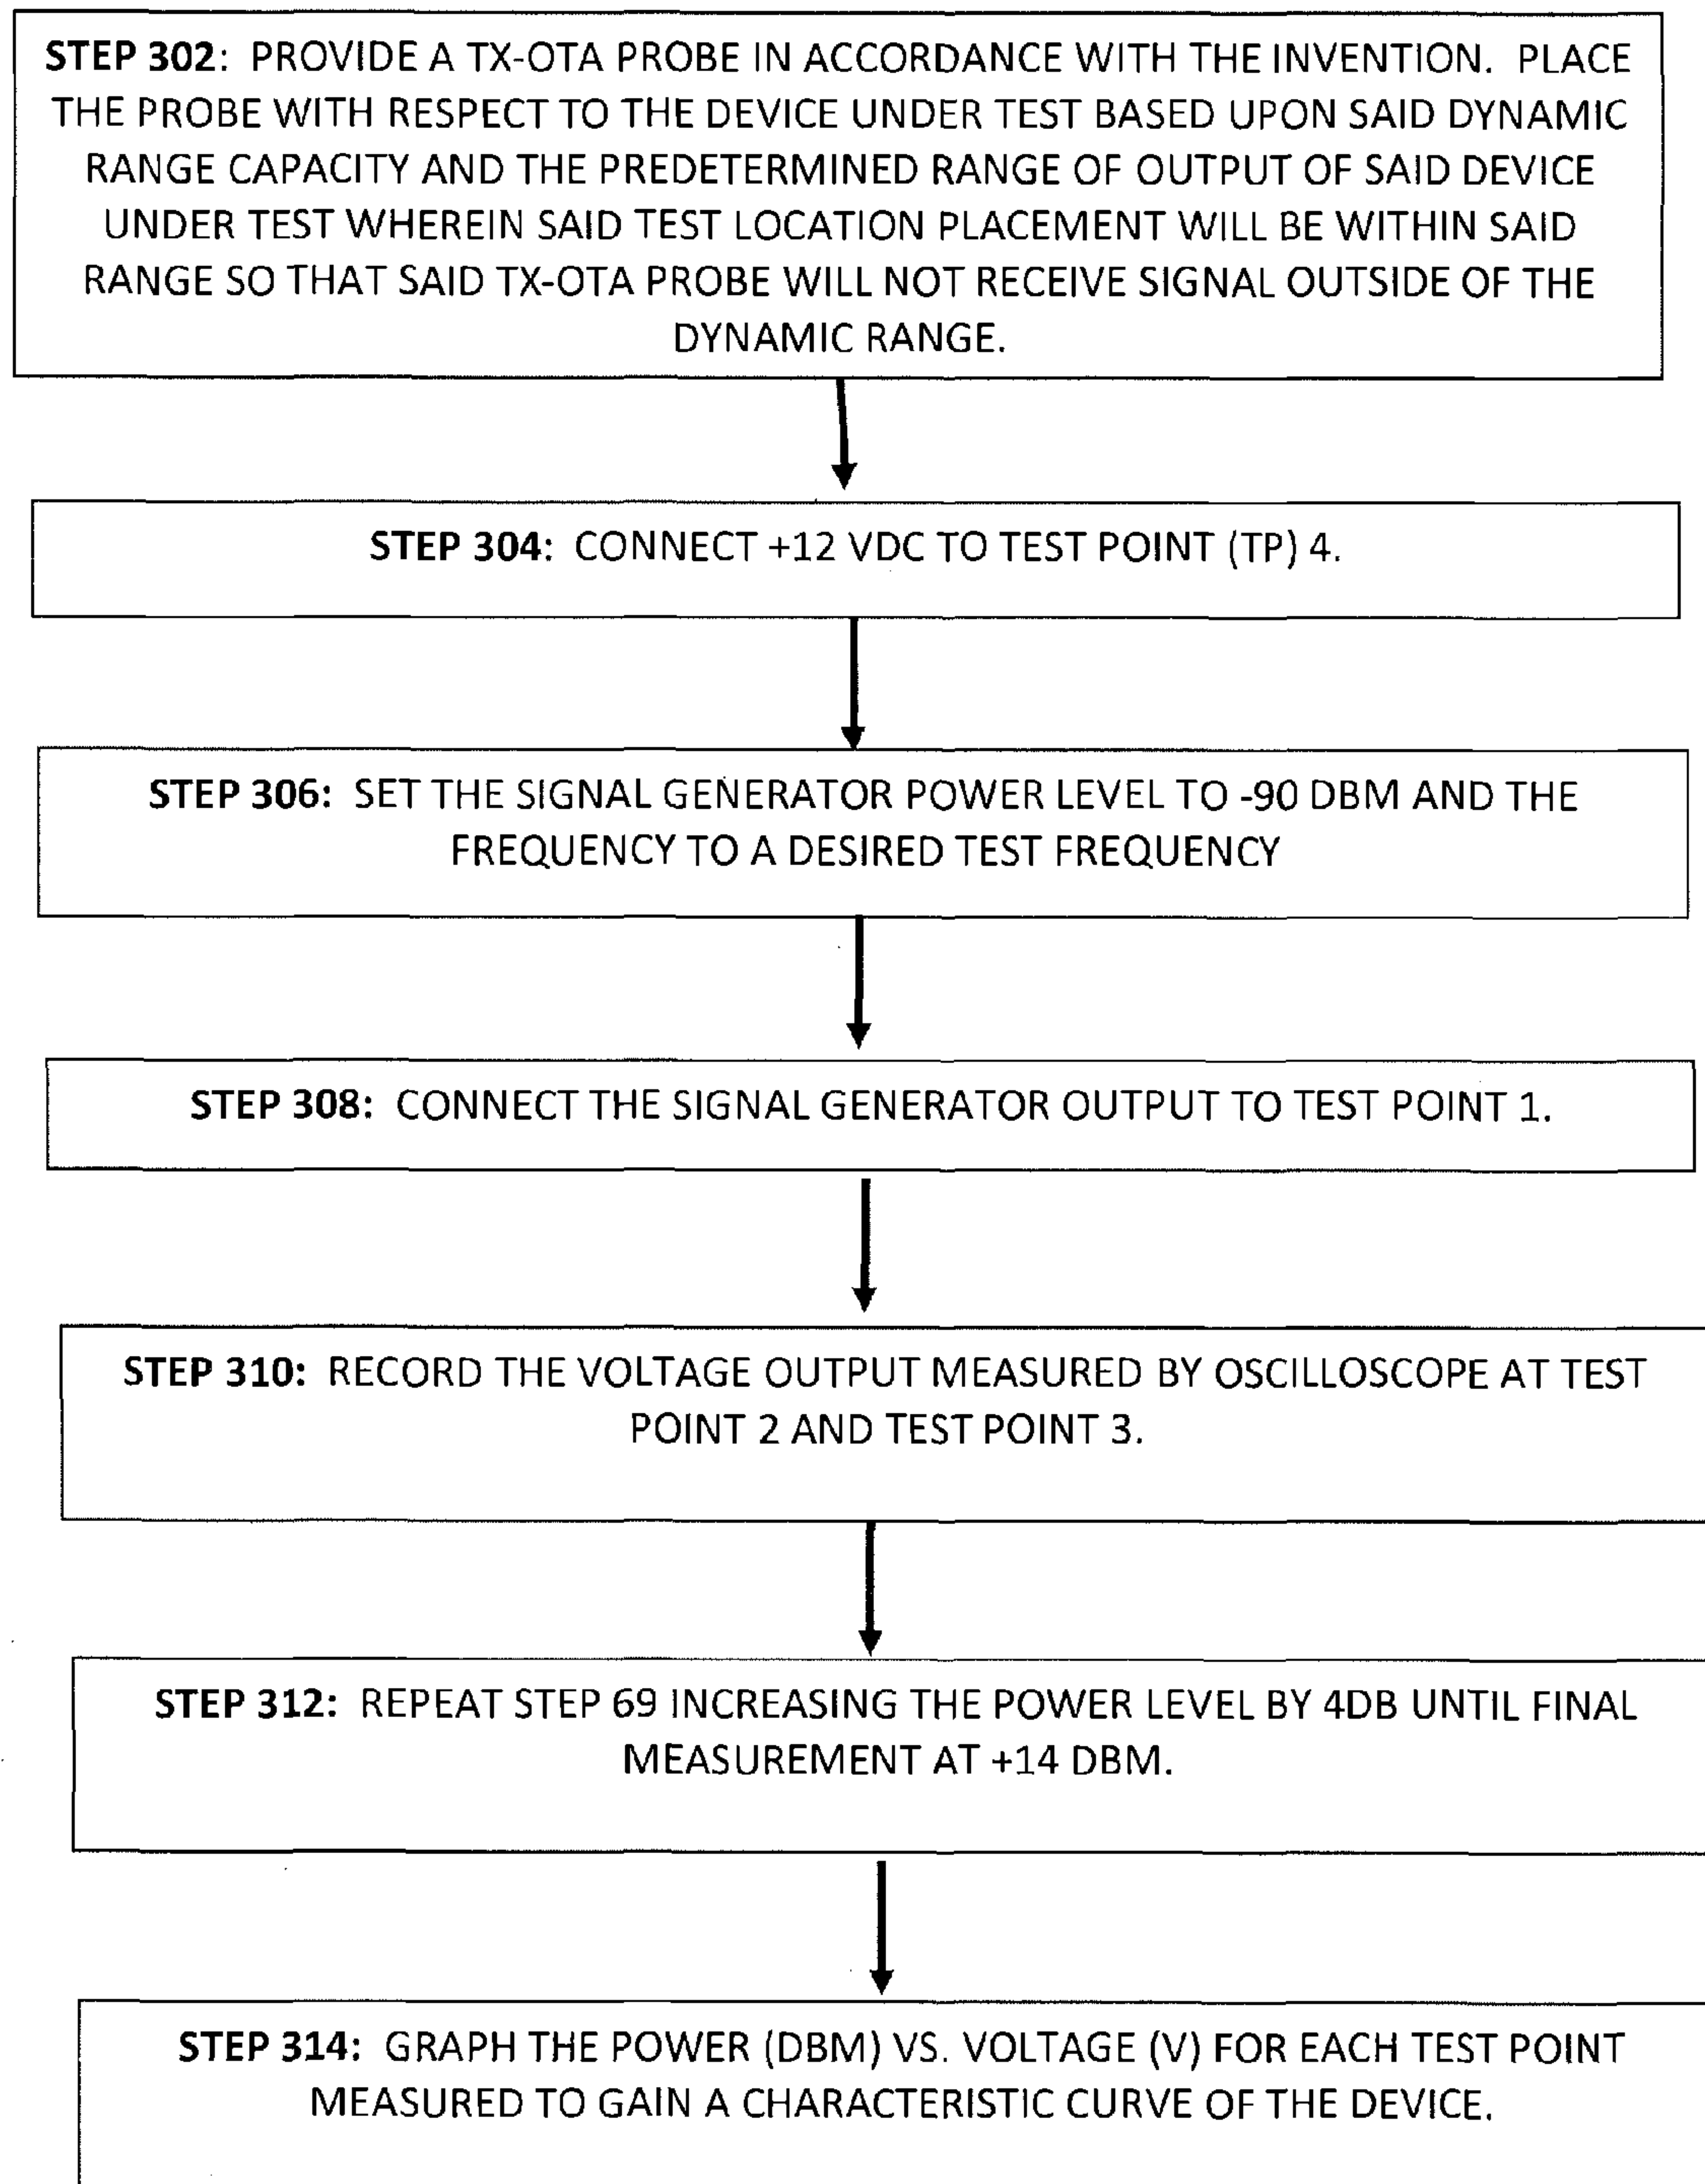 STEP 302: PROVIDE A TX-OTA PROBE IN ACCORDANCE WITH THE INVENTION. PLACE
THE PROBE WITH RESPECT TO THE DEVICE UNDER TEST BASED UPON SAID DYNAMIC
RANGE CAPACITY AND THE PREDETERMINED RANGE OF OUTPUT OF SAID DEVICE
UNDER TEST WHEREIN SAID TEST LOCATION PLACEMENT WILL BE WITHIN SAID
RANGE SO THAT SAID TX-OTA PROBE WILL NOT RECEIVE SIGNAL OUTSIDE OF THE
DYNAMIC RANGE.
STEP 304: CONNECT +12 VDC TO TEST POINT (TP) 4.
STEP 306: SET THE SIGNAL GENERATOR POWER LEVEL TO -90 DBM AND THE
FREQUENCY TO A DESIRED TEST FREQUENCY
STEP 308: CONNECT THE SIGNAL GENERATOR OUTPUT TO TEST POINT 1.
STEP 310: RECORD THE VOLTAGE OUTPUT MEASURED BY OSCILLOSCOPE AT TEST
POINT 2 AND TEST POINT 3.
STEP 312: REPEAT STEP 69 INCREASING THE POWER LEVEL BY 4DB UNTIL FINAL
MEASUREMENT AT +14 DBM.
STEP 314: GRAPH THE POWER (DBM) VS. VOLTAGE (V) FOR EACH TEST POINT
MEASURED TO GAIN A CHARACTERISTIC CURVE OF THE DEVICE.